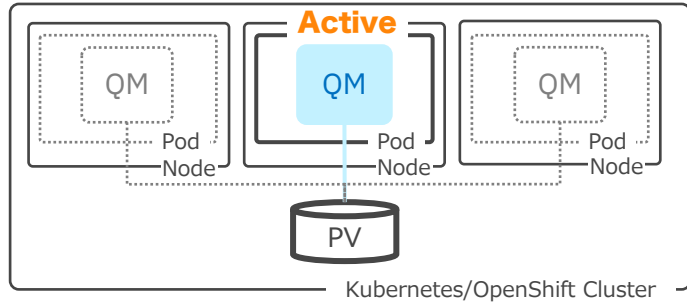 Active
QM
QM
QM
Pod
Pod
Pod
Node
Node
Node
PV
Kubernetes/OpenShift Cluster